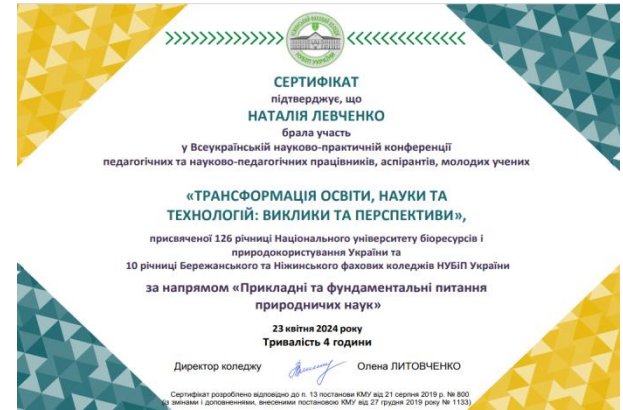 СЕРТИФІКАТ
підтверджує, що
НАТАЛІЯ ЛЕВЧЕНКО
брала участь
у Всеукраїнській науково-практичній конференції
педагогічних та науково-педагогічних працівників, аспірантів, молодих учених
«ТРАНСФОРМАЦІЯ ОСВІТИ, НАУКИ ТА
ТЕХНОЛОГІЙ: ВИКЛИКИ ТА ПЕРСПЕКТИВИ»,
присвяченої 126 річниці Національного університету біоресурсів і
природокористування України та
10 річниці Бережанського та Ніжинського фахових коледжів НУБіП України
за напрямом «Прикладні та фундаментальні питання
природничих наук»
23 квітня 2024 року
Тривалість 4 години
Директор коледжу Олена ЛИТОВЧЕНКО
Сертифікат розроблено відповідно до п. 13 постанови КМУ від 21 серпня 2019 р. № 800
(із змінами і доповненнями, внесеними постановою КМУ від 27 грудня 2019 року № 1133)